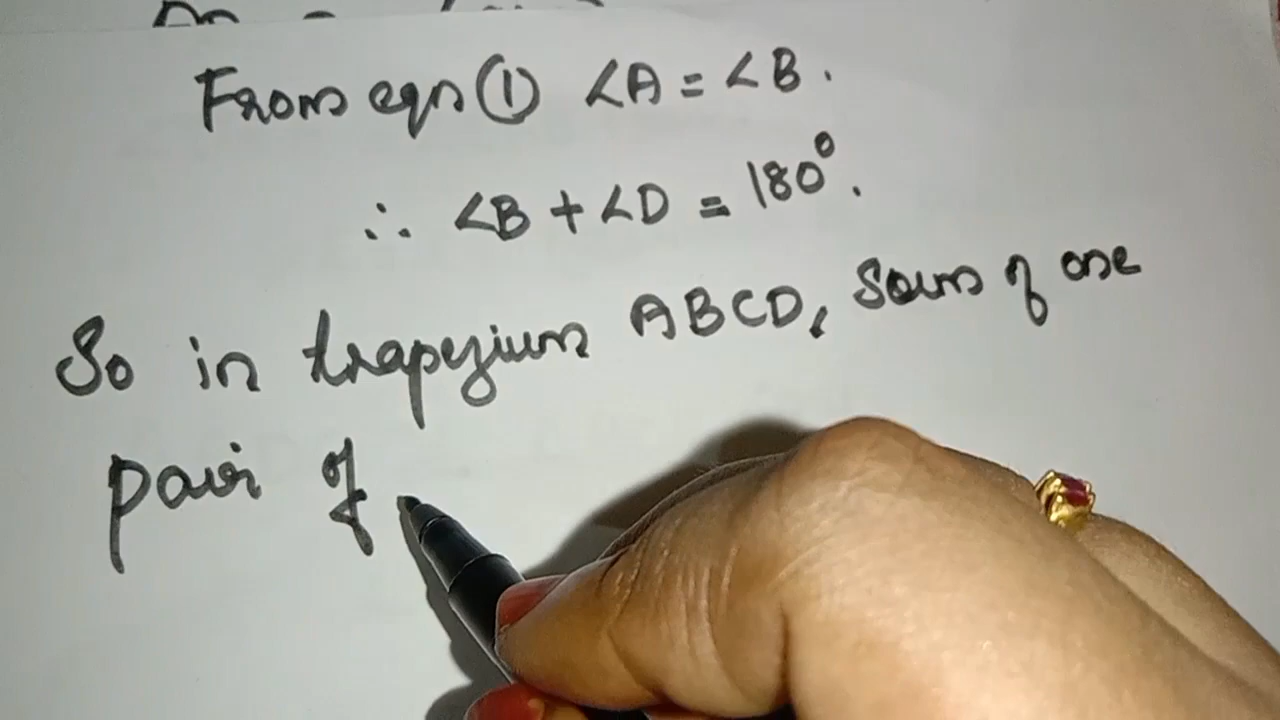 From eqn ① ∠A = ∠B.
∴ ∠B + ∠D = 180°.
So in trapezium ABCD, Sum of one
pair of